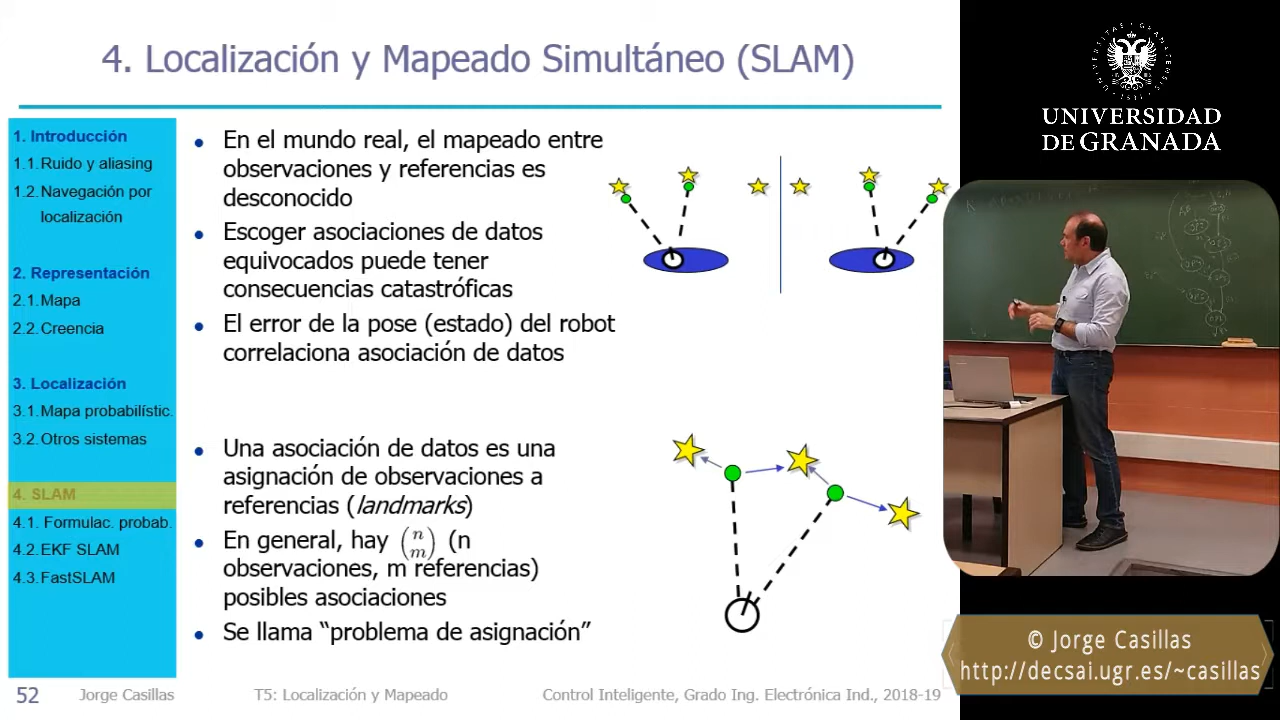 4. Localización y Mapeado Simultáneo (SLAM)
1. Introducción
1.1. Ruido y aliasing
1.2. Navegación por
localización
2. Representación
2.1. Mapa
2.2. Creencia
3. Localización
3.1. Mapa probabilístic.
3.2. Otros sistemas
4. SLAM
4.1. Formulac. probab.
4.2. EKF SLAM
4.3. FastSLAM
• En el mundo real, el mapeado entre
observaciones y referencias es
desconocido
• Escoger asociaciones de datos
equivocados puede tener
consecuencias catastróficas
• El error de la pose (estado) del robot
correlaciona asociación de datos
• Una asociación de datos es una
asignación de observaciones a
referencias (landmarks)
• En general, hay (n m) (n
observaciones, m referencias)
posibles asociaciones
• Se llama “problema de asignación”
52 Jorge Casillas T5: Localización y Mapeado Control Inteligente, Grado Ing. Electrónica Ind., 2018-19
UNIVERSIDAD
DE GRANADA
© Jorge Casillas
http://decsai.ugr.es/~casillas